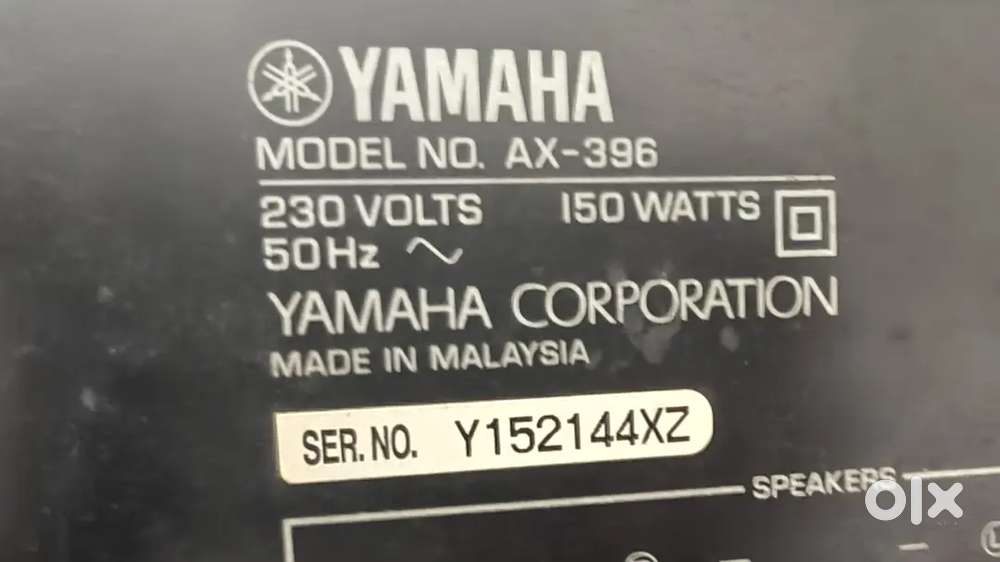 YAMAHA
MODEL NO. AX-396
230 VOLTS 150 WATTS
50Hz ~
YAMAHA CORPORATION
MADE IN MALAYSIA
SER.NO. Y152144XZ
SPEAKERS
olx
L